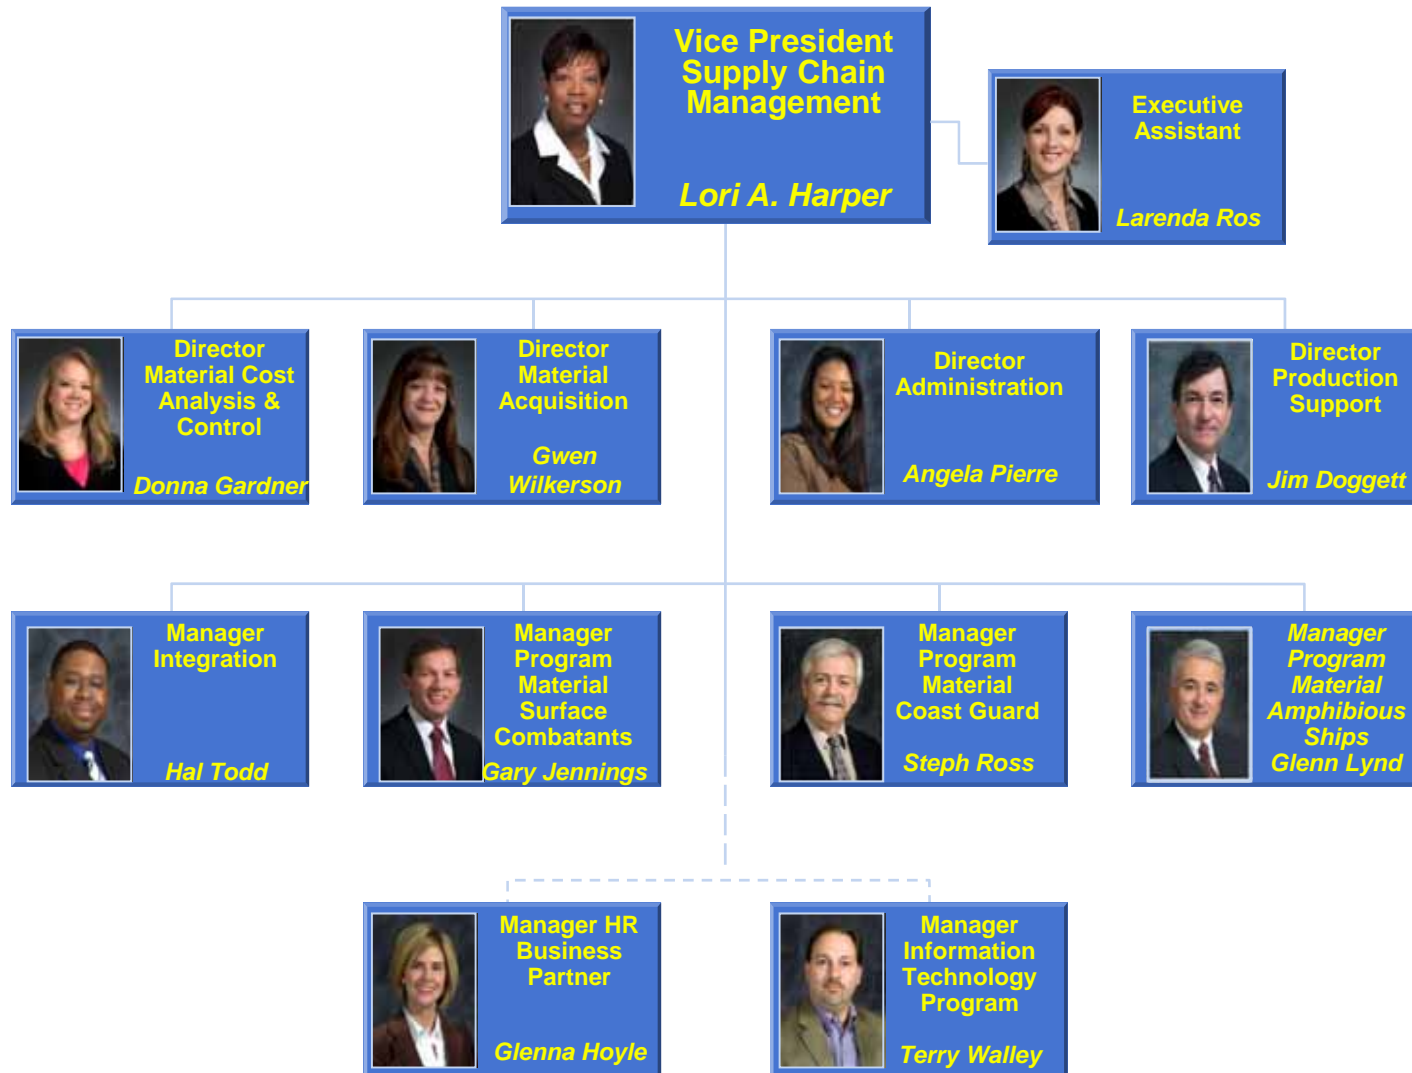 Vice President
Supply Chain
Management
Lori A. Harper
Executive
Assistant
Larenda Ros
Director
Material Cost
Analysis &
Control
Donna Gardner
Director
Material
Acquisition
Gwen
Wilkerson
Director
Administration
Angela Pierre
Director
Production
Support
Jim Doggett
Manager
Integration
Hal Todd
Manager
Program
Material
Surface
Combatants
Gary Jennings
Manager
Program
Material
Coast Guard
Steph Ross
Manager
Program
Material
Amphibious
Ships
Glenn Lynd
Manager HR
Business
Partner
Glenna Hoyle
Manager
Information
Technology
Program
Terry Walley